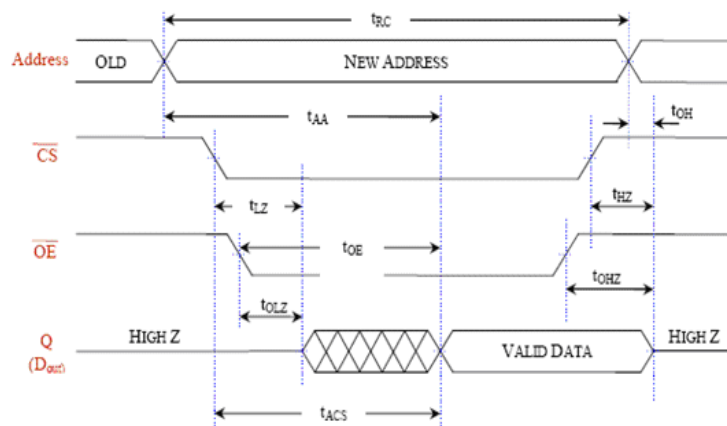 tRC
Address
OLD
NEW ADDRESS
tAA
tOH
CS
tLZ
tHZ
OE
tOE
tOLZ
tOHZ
Q
(Dout)
HIGH Z
VALID DATA
HIGH Z
tACS